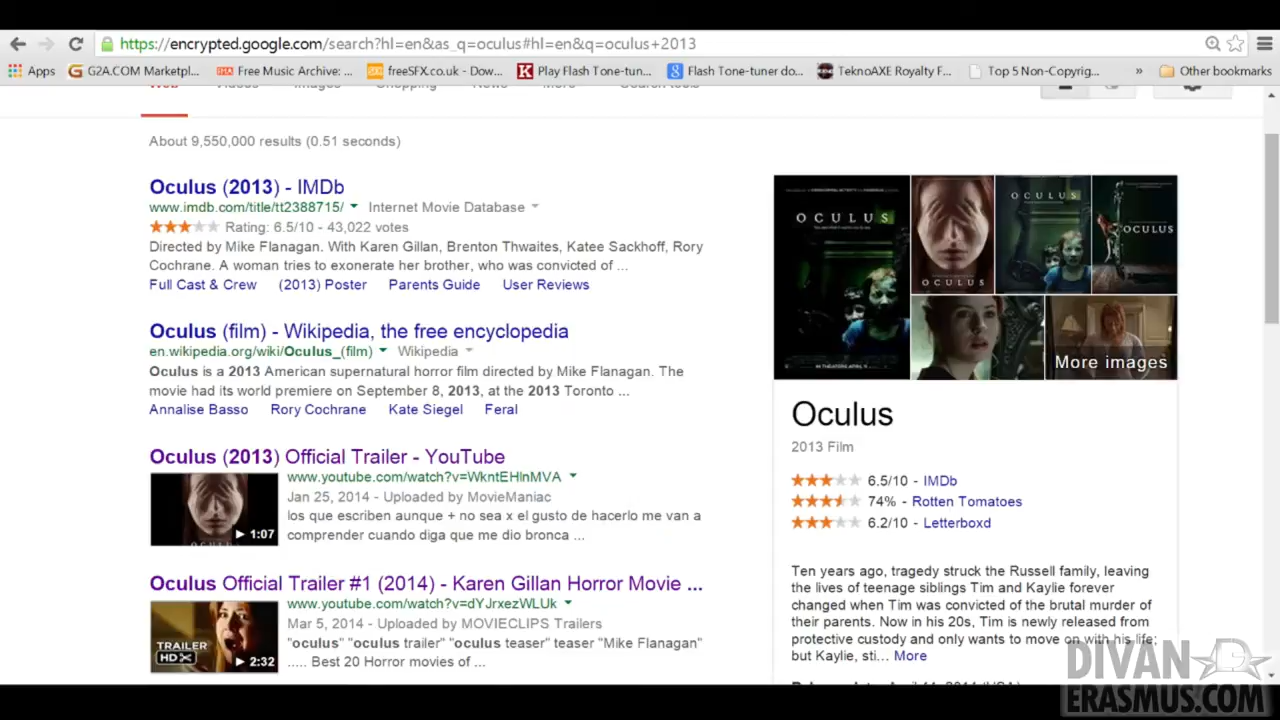 https://encrypted.google.com/search?hl=en&as_q=oculus#hl=en&q=oculus+2013
Apps G2A.COM Marketpl... Free Music Archive: ... freeSFX.co.uk - Dow... Play Flash Tone-tun... Flash Tone-tuner do... TeknoAXE Royalty F... Top 5 Non-Copyrig... » Other bookmarks
Web Videos Images Shopping News More Search tools
About 9,550,000 results (0.51 seconds)
Oculus (2013) - IMDb
www.imdb.com/title/tt2388715/ Internet Movie Database
Rating: 6.5/10 - 43,022 votes
Directed by Mike Flanagan. With Karen Gillan, Brenton Thwaites, Katee Sackhoff, Rory
Cochrane. A woman tries to exonerate her brother, who was convicted of ...
Full Cast & Crew (2013) Poster Parents Guide User Reviews
Oculus (film) - Wikipedia, the free encyclopedia
en.wikipedia.org/wiki/Oculus_(film) Wikipedia
Oculus is a 2013 American supernatural horror film directed by Mike Flanagan. The
movie had its world premiere on September 8, 2013, at the 2013 Toronto ...
Annalise Basso Rory Cochrane Kate Siegel Feral
Oculus (2013) Official Trailer - YouTube
www.youtube.com/watch?v=WkntEHlnMVA
Jan 25, 2014 - Uploaded by MovieManiac
los que escriben aunque + no sea x el gusto de hacerlo me van a
comprender cuando diga que me dio bronca ...
1:07
Oculus Official Trailer #1 (2014) - Karen Gillan Horror Movie ...
www.youtube.com/watch?v=dYJrxezWLUk
Mar 5, 2014 - Uploaded by MOVIECLIPS Trailers
"oculus" "oculus trailer" "oculus teaser" teaser "Mike Flanagan"
..... Best 20 Horror movies of ...
TRAILER
HD
2:32
OCULUS
OCULUS
OCULUS
OCULUS
More images
Oculus
2013 Film
6.5/10 - IMDb
74% - Rotten Tomatoes
6.2/10 - Letterboxd
Ten years ago, tragedy struck the Russell family, leaving
the lives of teenage siblings Tim and Kaylie forever
changed when Tim was convicted of the brutal murder of
their parents. Now in his 20s, Tim is newly released from
protective custody and only wants to move on with his life;
but Kaylie, sti... More
DIVAN
ERASMUS.COM